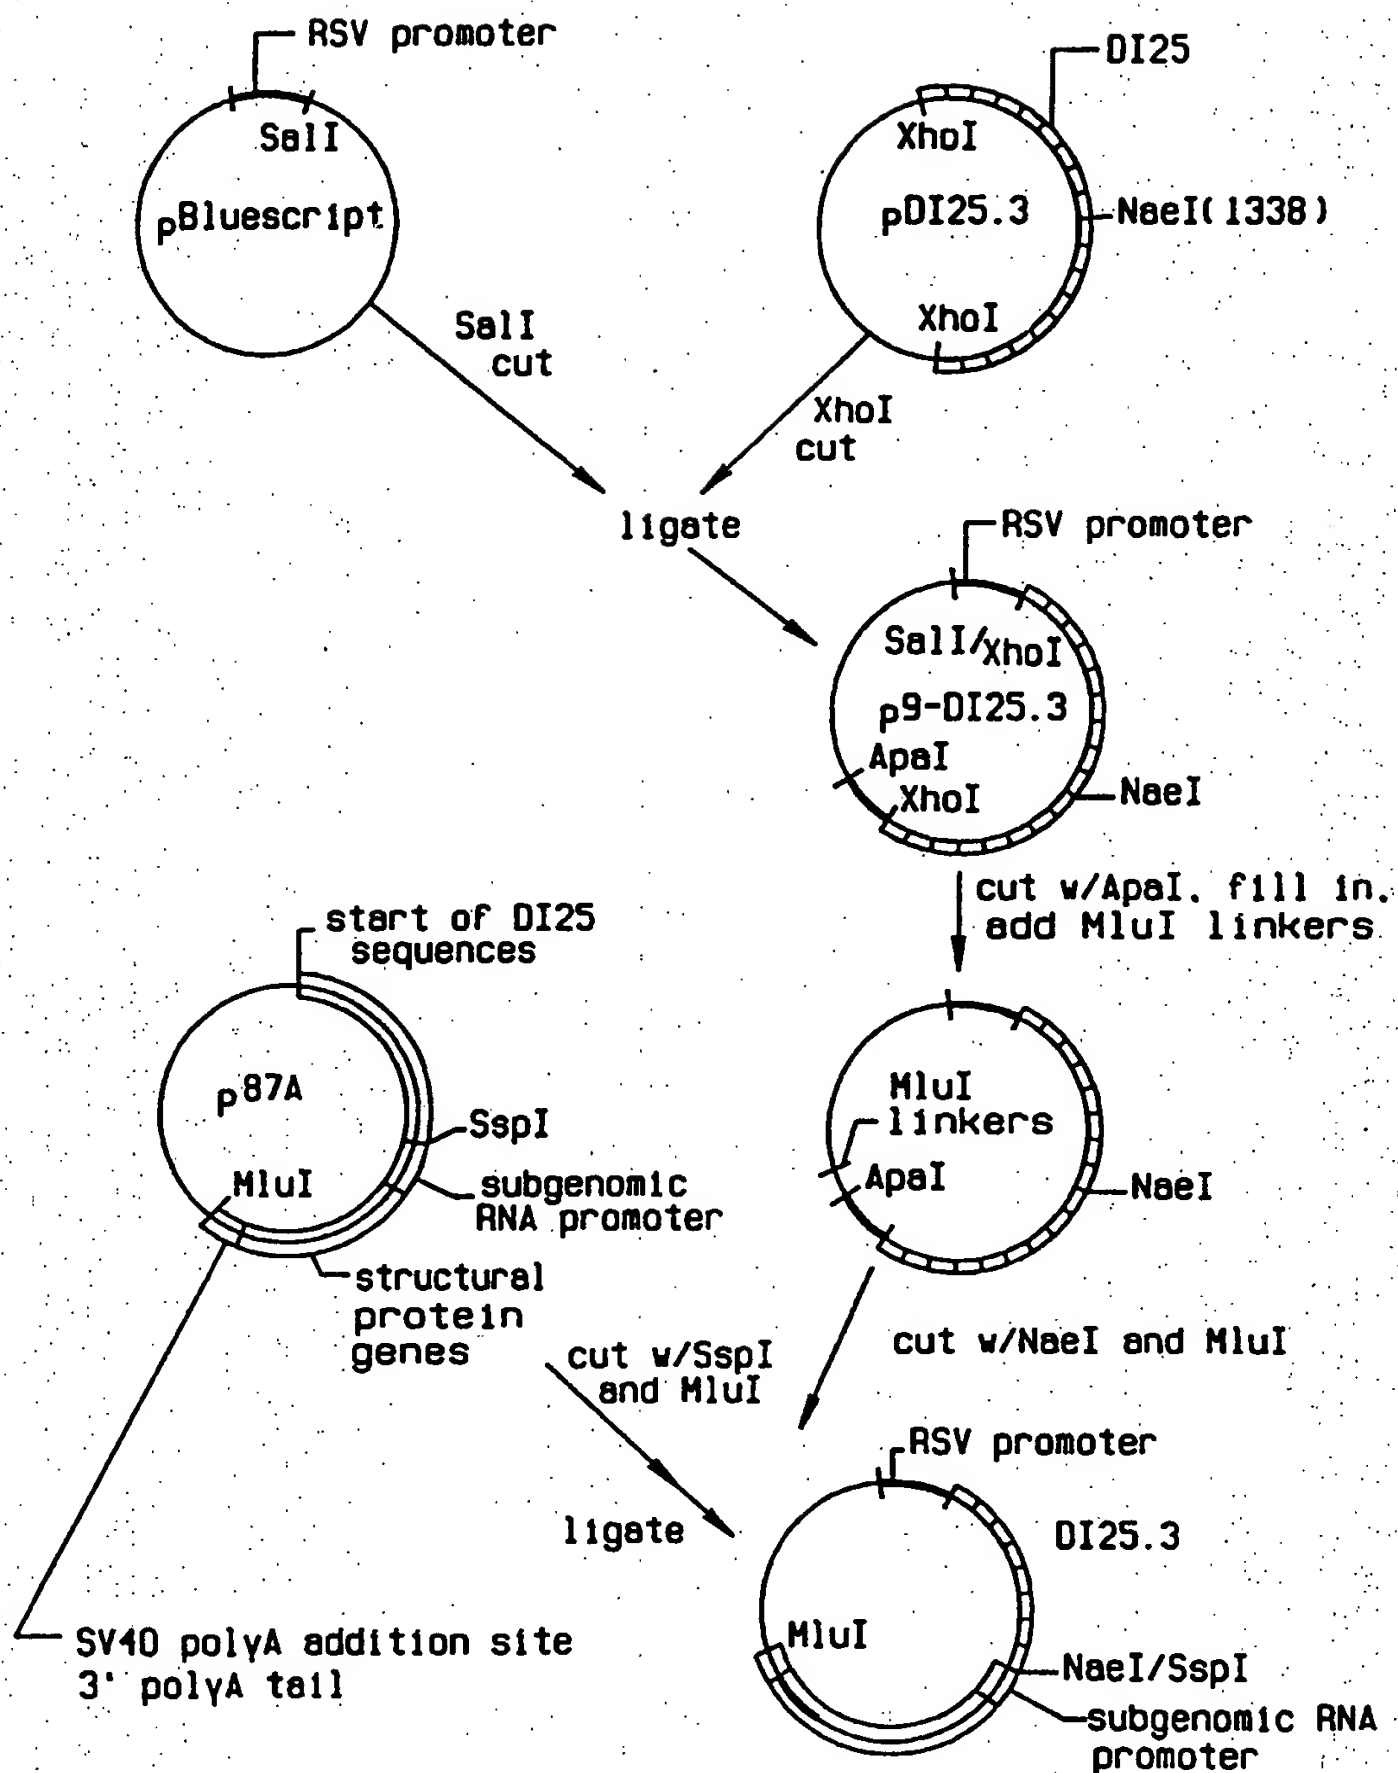 RSV promoter
SalI
pBluescript
DI25
XhoI
pDI25.3
NaeI(1338)
XhoI
SalI
cut
XhoI
cut
ligate
RSV promoter
SalI/XhoI
p9-DI25.3
ApaI
XhoI
NaeI
cut w/ApaI. fill in.
add MluI linkers
start of DI25
sequences
p87A
SspI
MluI
subgenomic
RNA promoter
structural
protein
genes
MluI
linkers
ApaI
NaeI
cut w/SspI
and MluI
cut w/NaeI and MluI
ligate
RSV promoter
DI25.3
MluI
NaeI/SspI
subgenomic RNA
promoter
SV40 polyA addition site
3' polyA tail